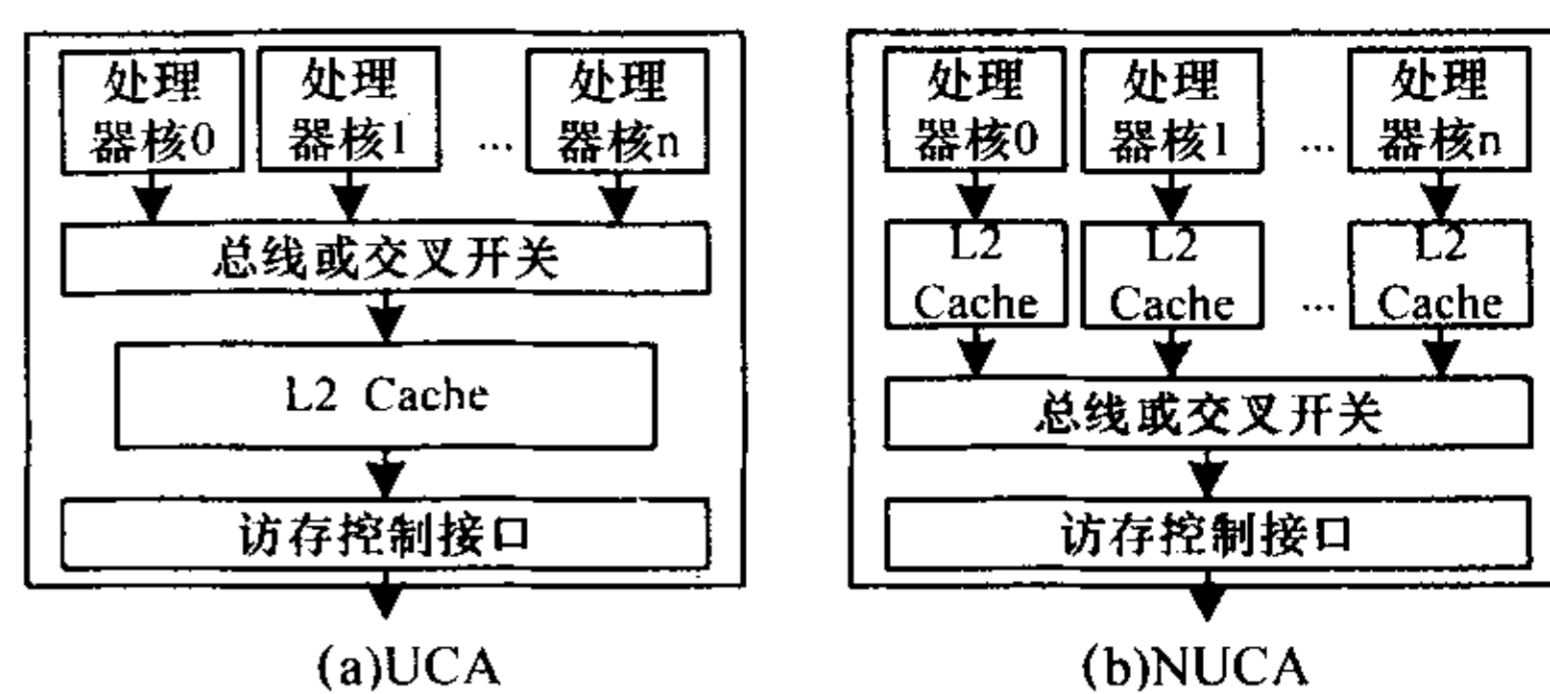 处理
器核0
处理
器核1
...
处理
器核n
总线或交叉开关
L2 Cache
访存控制接口
(a)UCA
处理
器核0
处理
器核1
...
处理
器核n
L2
Cache
L2
Cache
...
L2
Cache
总线或交叉开关
访存控制接口
(b)NUCA